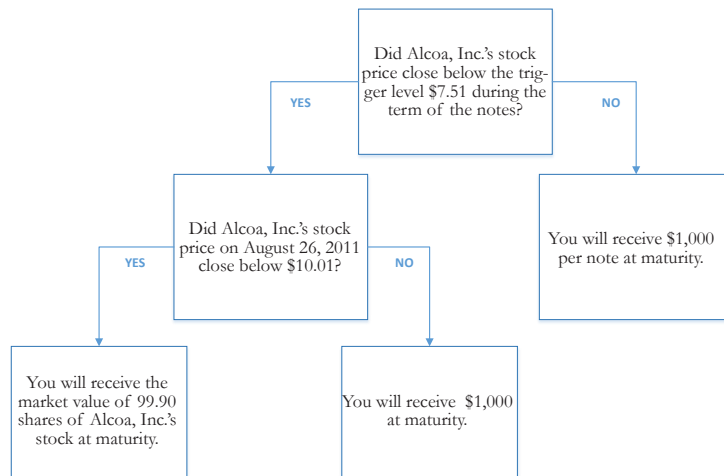 Did Alcoa, Inc.'s stock
price close below the trig-
ger level $7.51 during the
term of the notes?
YES
NO
Did Alcoa, Inc.'s stock
price on August 26, 2011
close below $10.01?
You will receive $1,000
per note at maturity.
YES
NO
You will receive the
market value of 99.90
shares of Alcoa, Inc.'s
stock at maturity.
You will receive $1,000
at maturity.